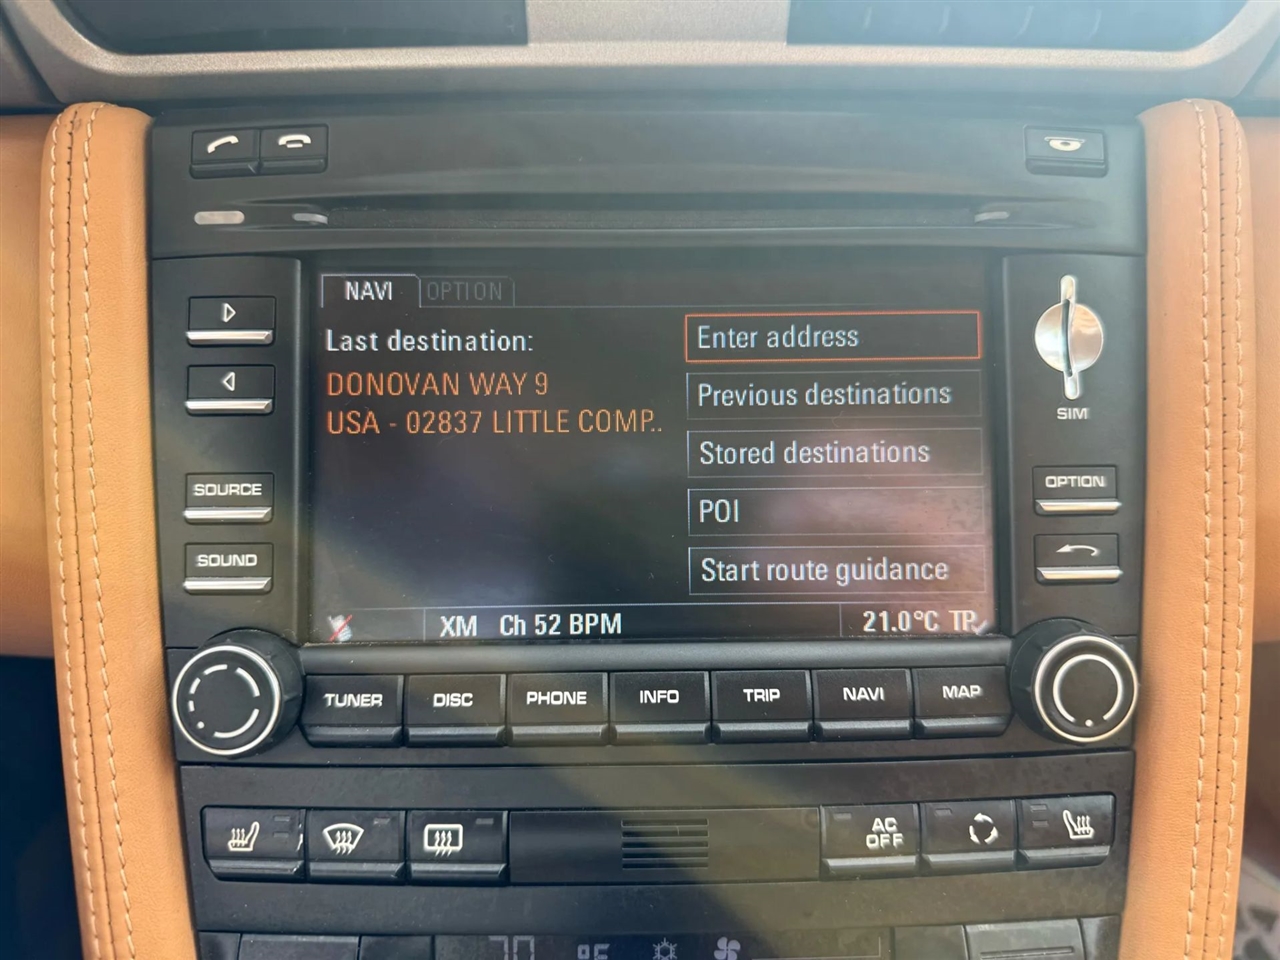 NAVI OPTION
Last destination:
DONOVAN WAY 9
USA - 02837 LITTLE COMP..
Enter address
Previous destinations
Stored destinations
POI
Start route guidance
XM Ch 52 BPM 21.0°C TP
SIM
SOURCE
SOUND
OPTION
TUNER DISC PHONE INFO TRIP NAVI MAP
AC
OFF
70 °F